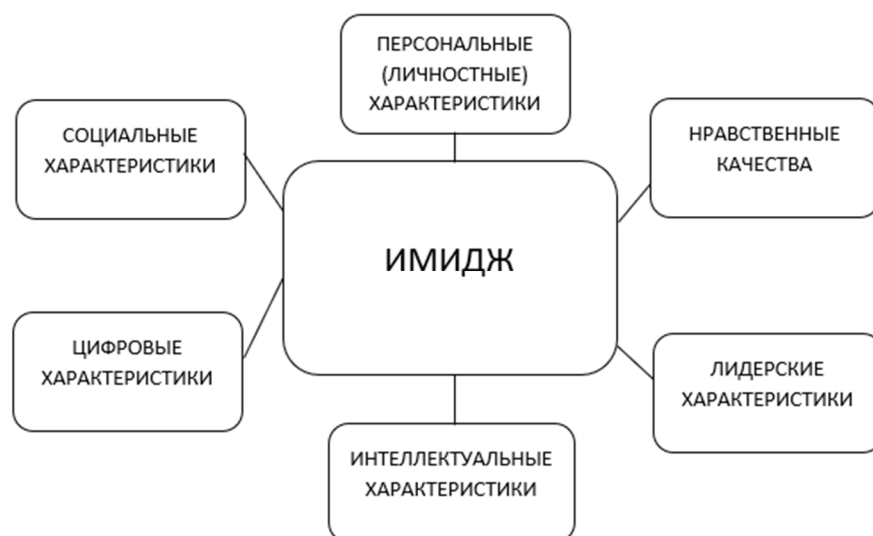 ПЕРСОНАЛЬНЫЕ
(ЛИЧНОСТНЫЕ)
ХАРАКТЕРИСТИКИ
СОЦИАЛЬНЫЕ
ХАРАКТЕРИСТИКИ
НРАВСТВЕННЫЕ
КАЧЕСТВА
ИМИДЖ
ЦИФРОВЫЕ
ХАРАКТЕРИСТИКИ
ЛИДЕРСКИЕ
ХАРАКТЕРИСТИКИ
ИНТЕЛЛЕКТУАЛЬНЫЕ
ХАРАКТЕРИСТИКИ